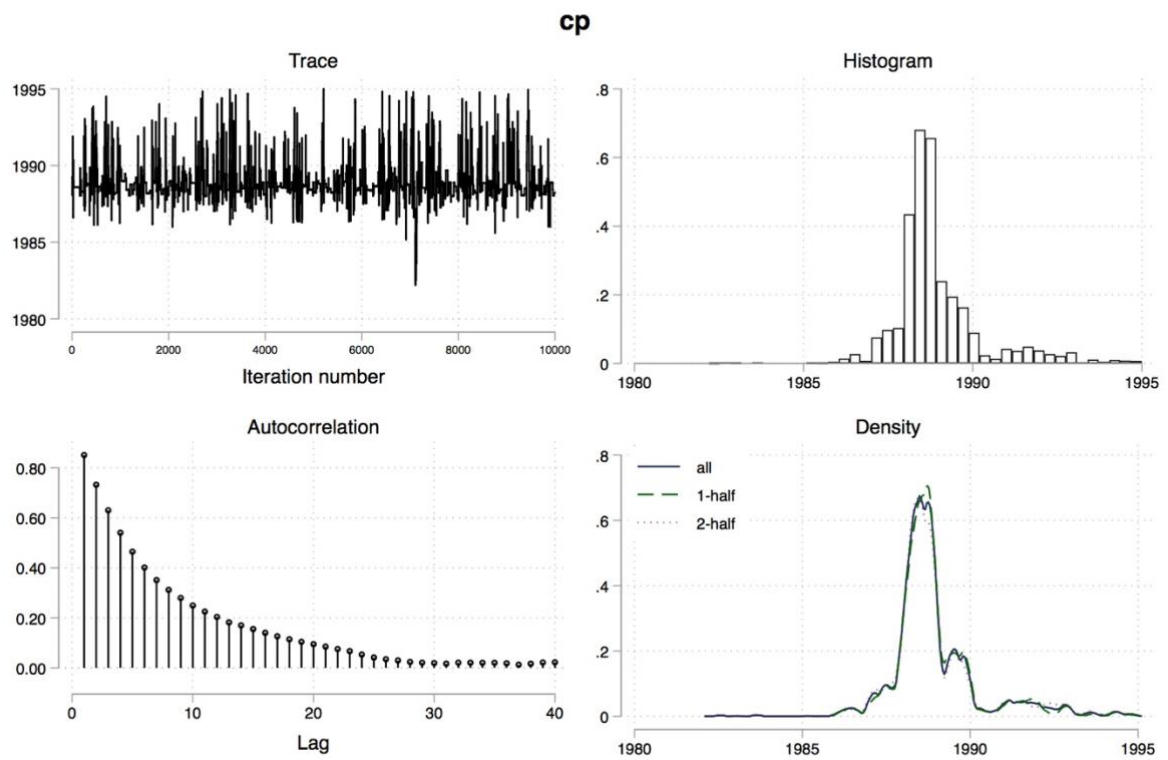 cp
Trace
1995
1990
1985
1980
0 2000 4000 6000 8000 10000
Iteration number
Histogram
.8
.6
.4
.2
0
1980 1985 1990 1995
Autocorrelation
0.80
0.60
0.40
0.20
0.00
0 10 20 30 40
Lag
Density
.8
.6
.4
.2
0
all
1-half
2-half
1980 1985 1990 1995